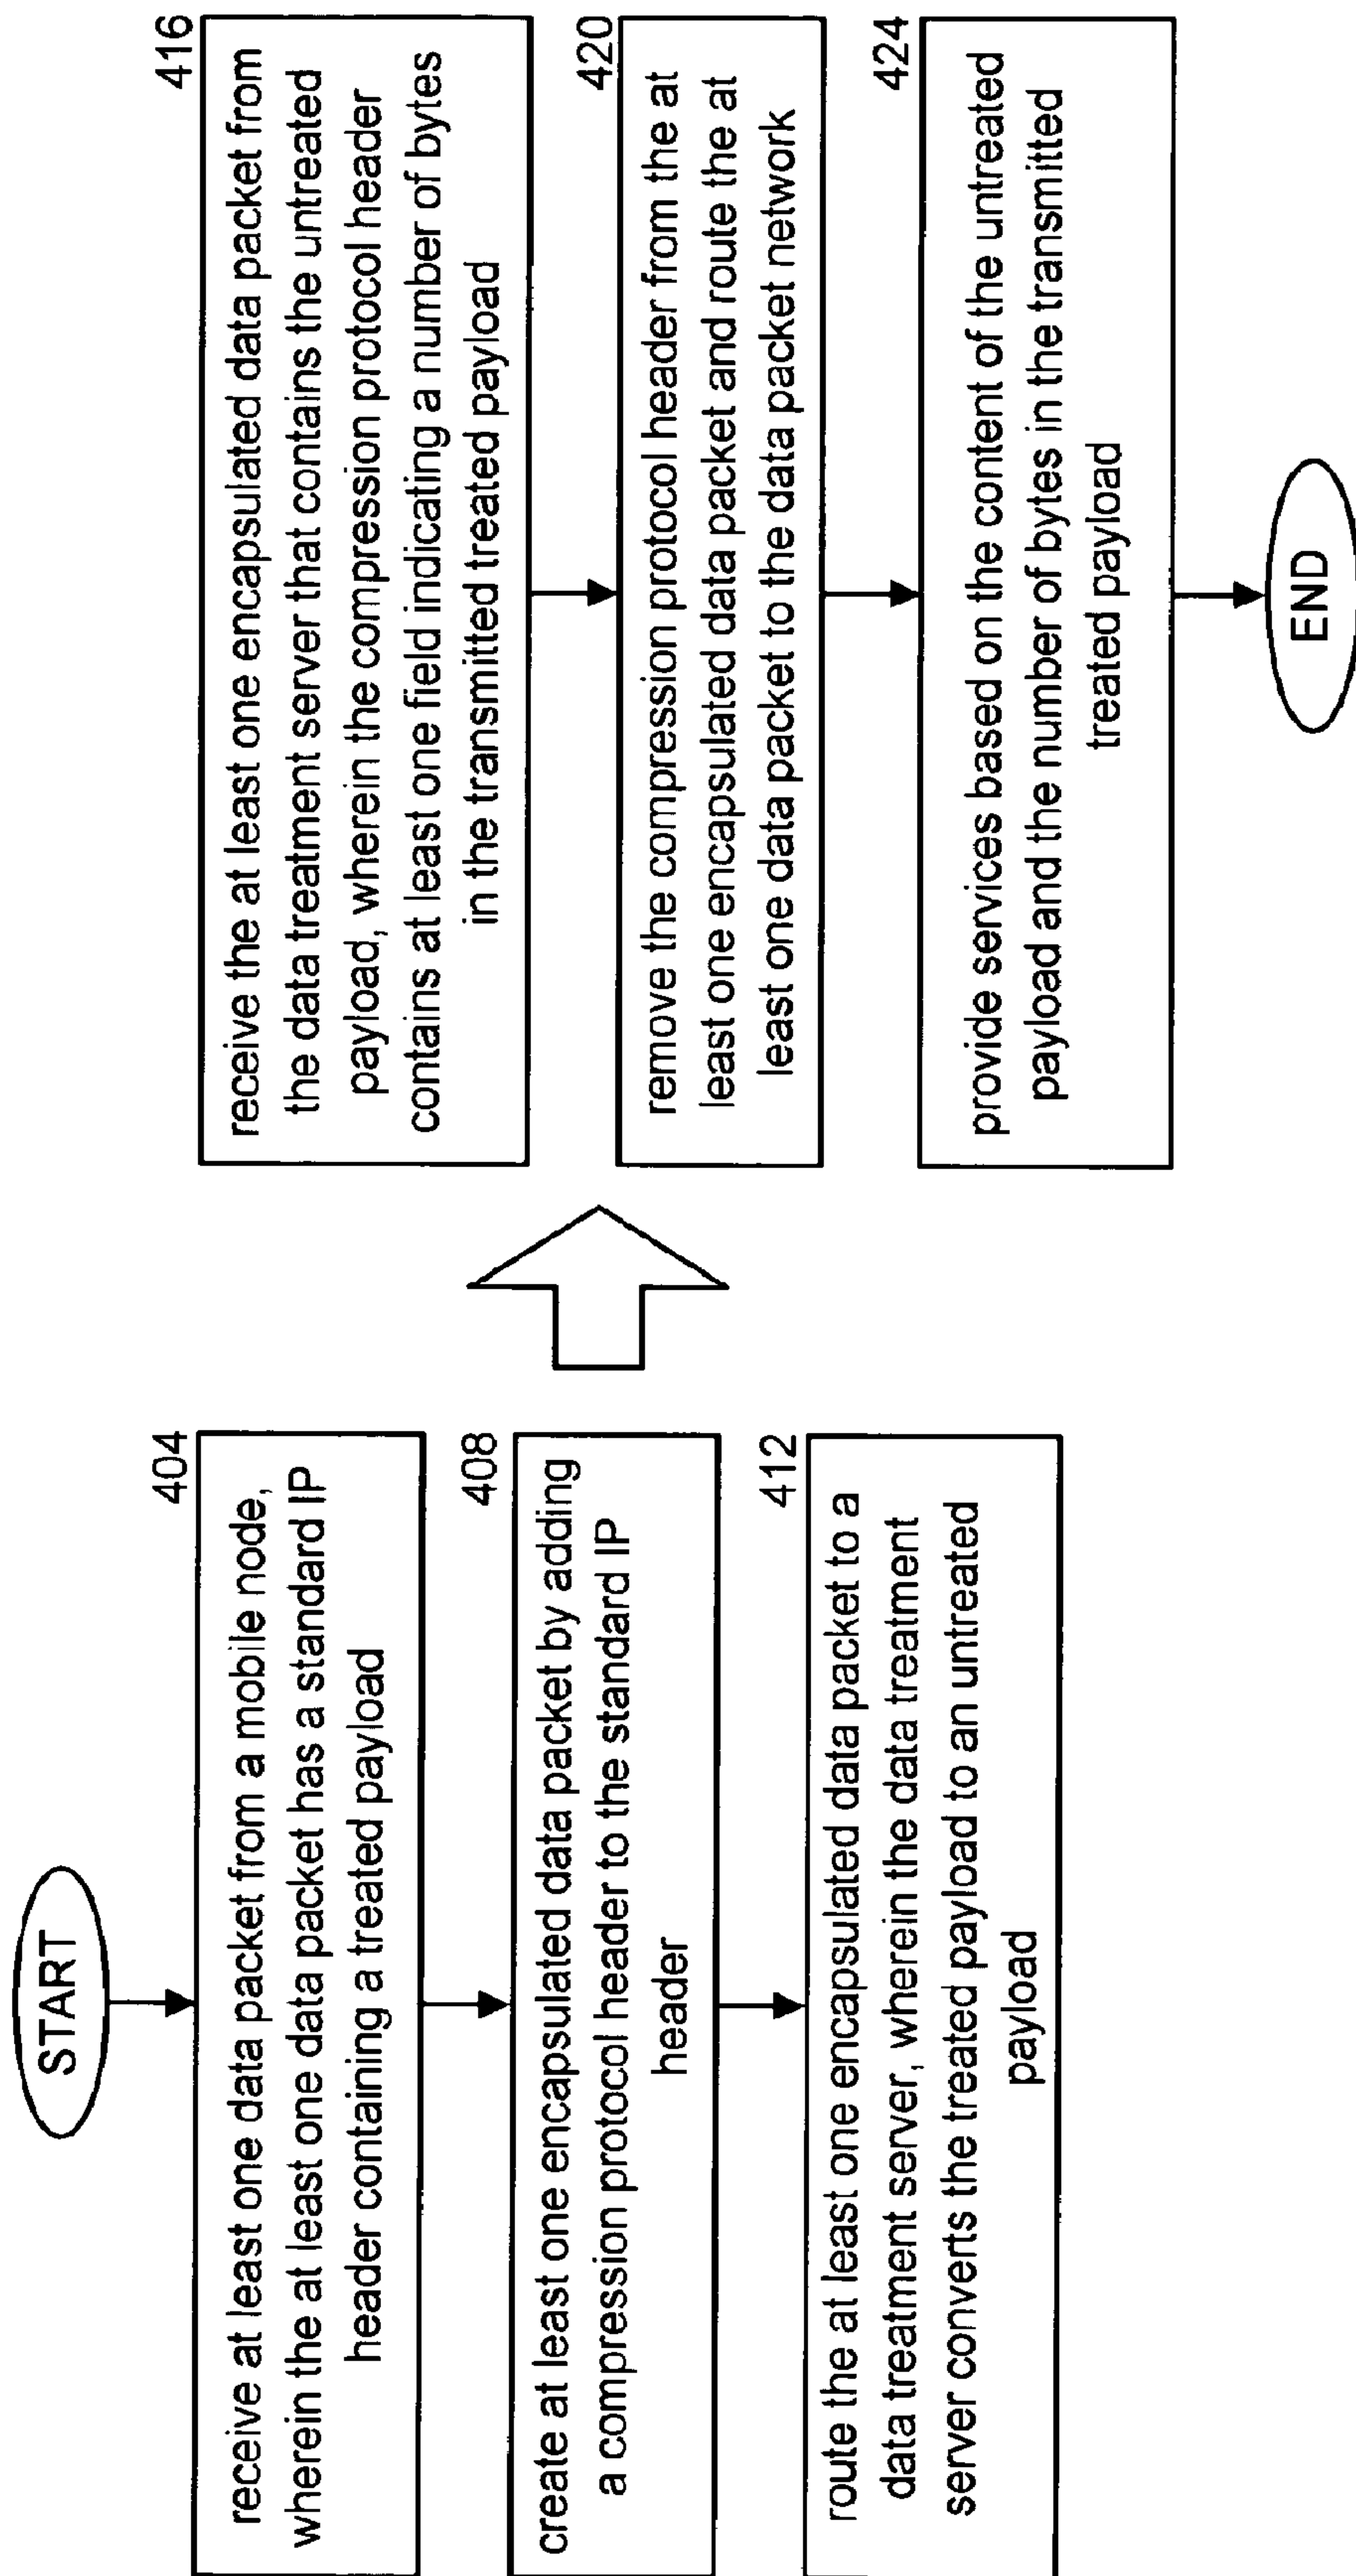 START
404
receive at least one data packet from a mobile node,
wherein the at least one data packet has a standard IP
header containing a treated payload
408
create at least one encapsulated data packet by adding
a compression protocol header to the standard IP
header
412
route the at least one encapsulated data packet to a
data treatment server, wherein the data treatment
server converts the treated payload to an untreated
payload
416
receive the at least one encapsulated data packet from
the data treatment server that contains the untreated
payload, wherein the compression protocol header
contains at least one field indicating a number of bytes
in the transmitted treated payload
420
remove the compression protocol header from the at
least one encapsulated data packet and route the at
least one data packet to the data packet network
424
provide services based on the content of the untreated
payload and the number of bytes in the transmitted
treated payload
END